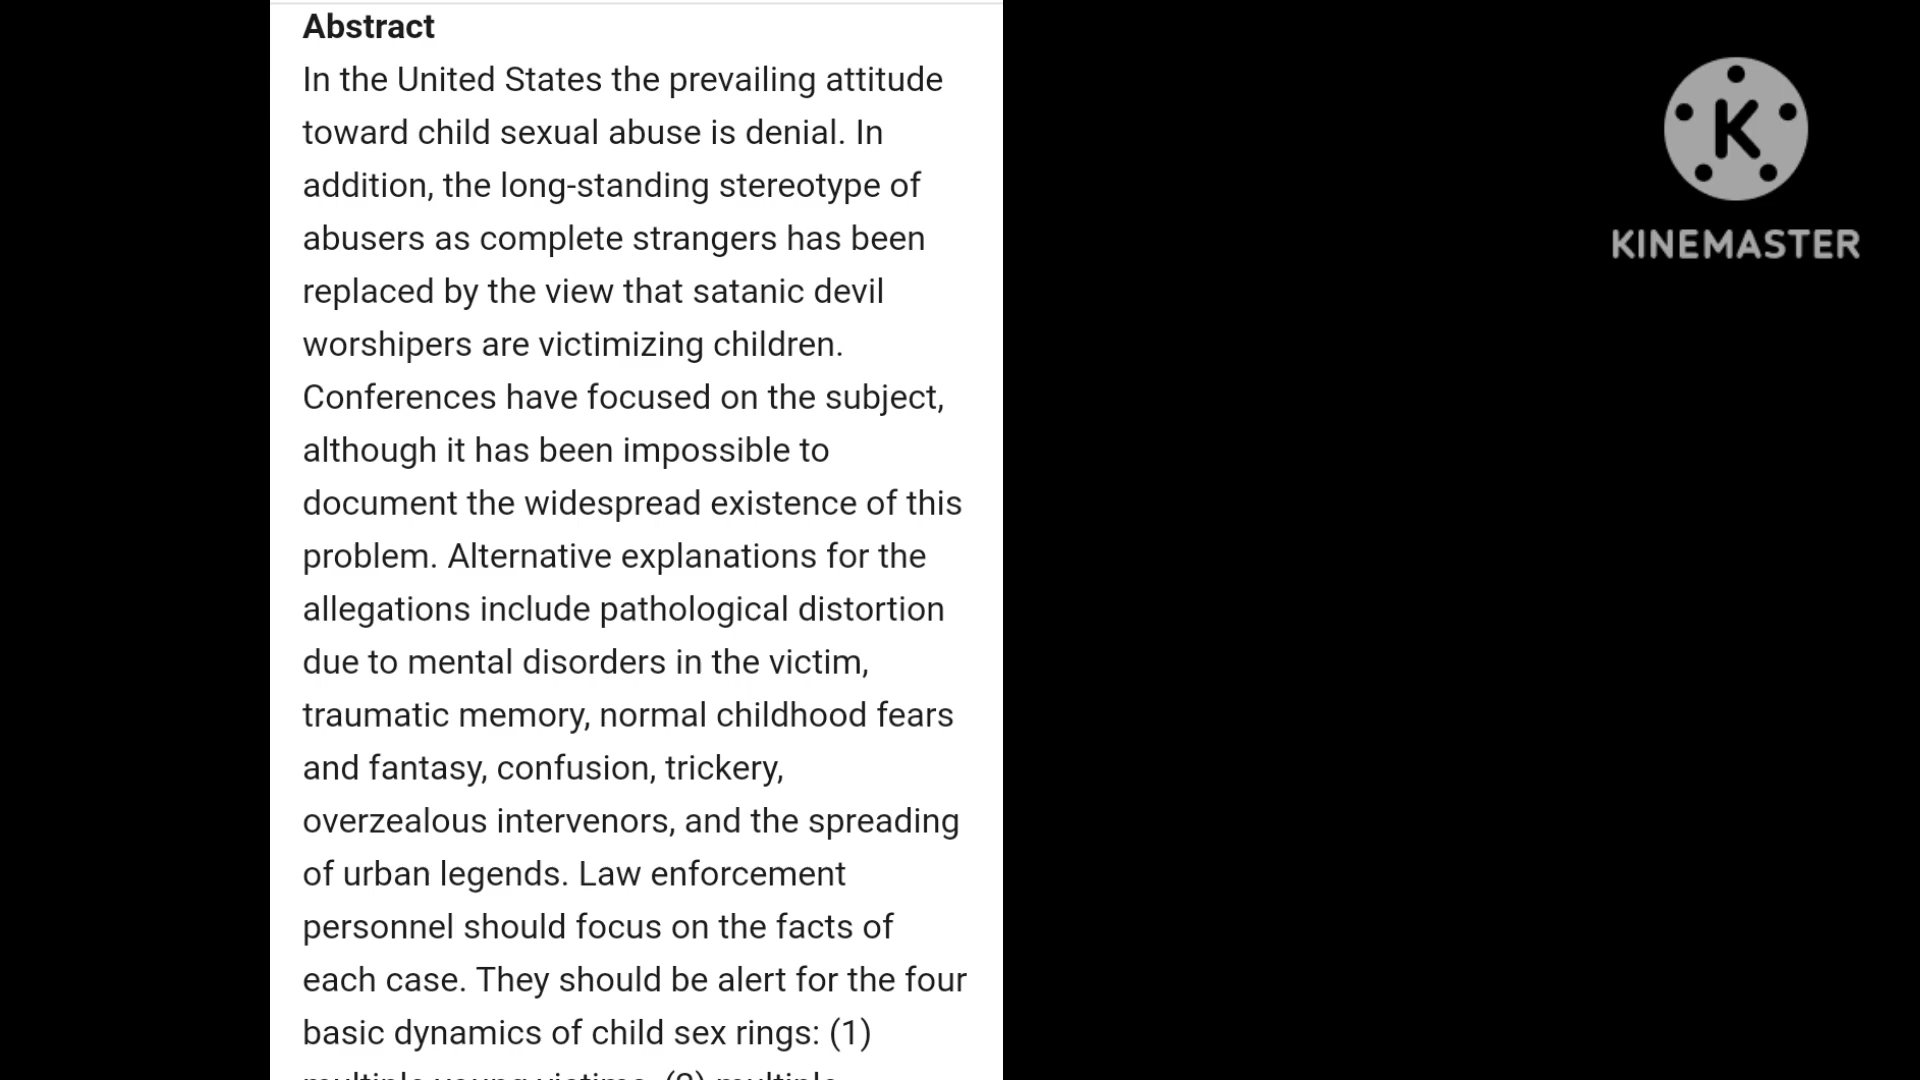 Abstract
In the United States the prevailing attitude
toward child sexual abuse is denial. In
addition, the long-standing stereotype of
abusers as complete strangers has been
replaced by the view that satanic devil
worshipers are victimizing children.
Conferences have focused on the subject,
although it has been impossible to
document the widespread existence of this
problem. Alternative explanations for the
allegations include pathological distortion
due to mental disorders in the victim,
traumatic memory, normal childhood fears
and fantasy, confusion, trickery,
overzealous intervenors, and the spreading
of urban legends. Law enforcement
personnel should focus on the facts of
each case. They should be alert for the four
basic dynamics of child sex rings: (1)
multiple young victims, (2) multiple
K
KINEMASTER